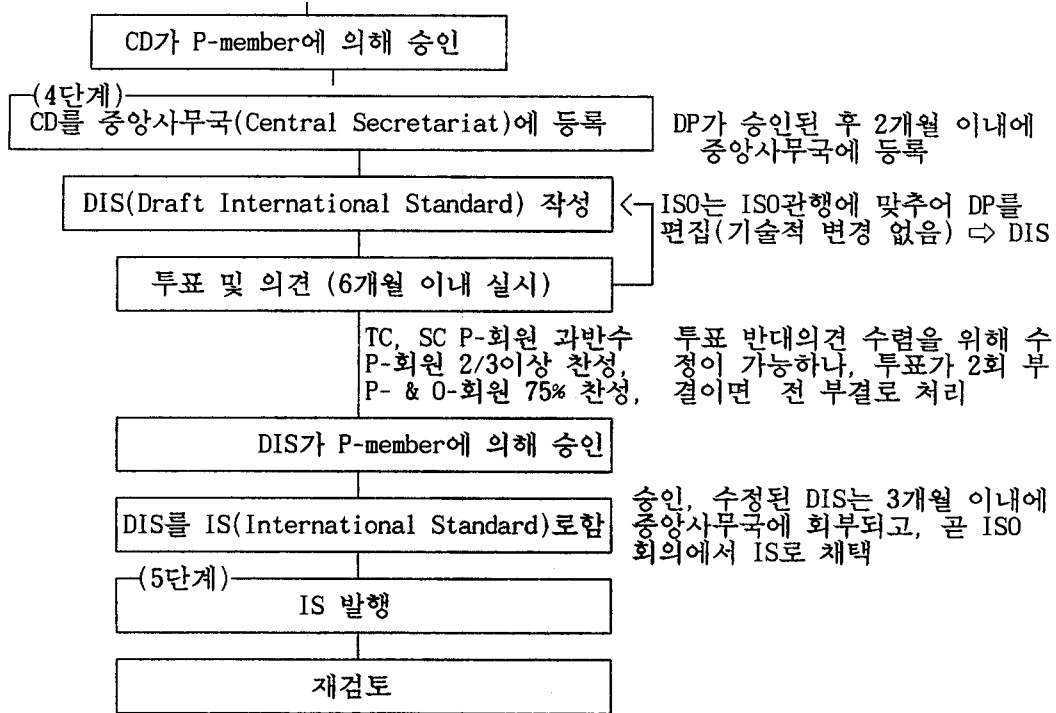 CD가 P-member에 의해 승인
(4단계)
CD를 중앙사무국(Central Secretariat)에 등록
DP가 승인된 후 2개월 이내에
중앙사무국에 등록
DIS(Draft International Standard) 작성
ISO는 ISO관행에 맞추어 DP를
편집(기술적 변경 없음) ⇨ DIS
투표 및 의견 (6개월 이내 실시)
TC, SC P-회원 과반수
P-회원 2/3이상 찬성,
P- & O-회원 75% 찬성,
투표 반대의견 수렴을 위해 수
정이 가능하나, 투표가 2회 부
결이면 전 부결로 처리
DIS가 P-member에 의해 승인
DIS를 IS(International Standard)로함
승인, 수정된 DIS는 3개월 이내에
중앙사무국에 회부되고, 곧 ISO
회의에서 IS로 채택
(5단계)
IS 발행
재검토